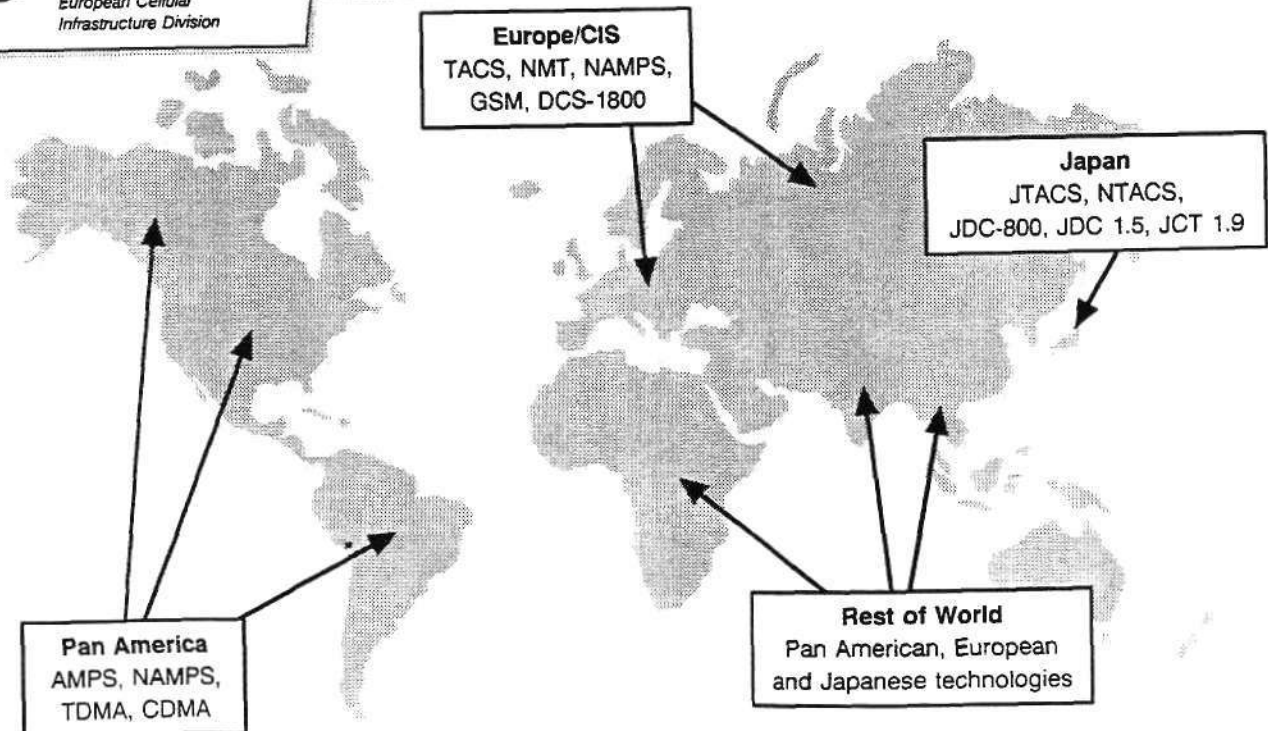 European Cellular
Infrastructure Division
Europe/CIS
TACS, NMT, NAMPS,
GSM, DCS-1800
Japan
JTACS, NTACS,
JDC-800, JDC 1.5, JCT 1.9
Pan America
AMPS, NAMPS,
TDMA, CDMA
Rest of World
Pan American, European
and Japanese technologies